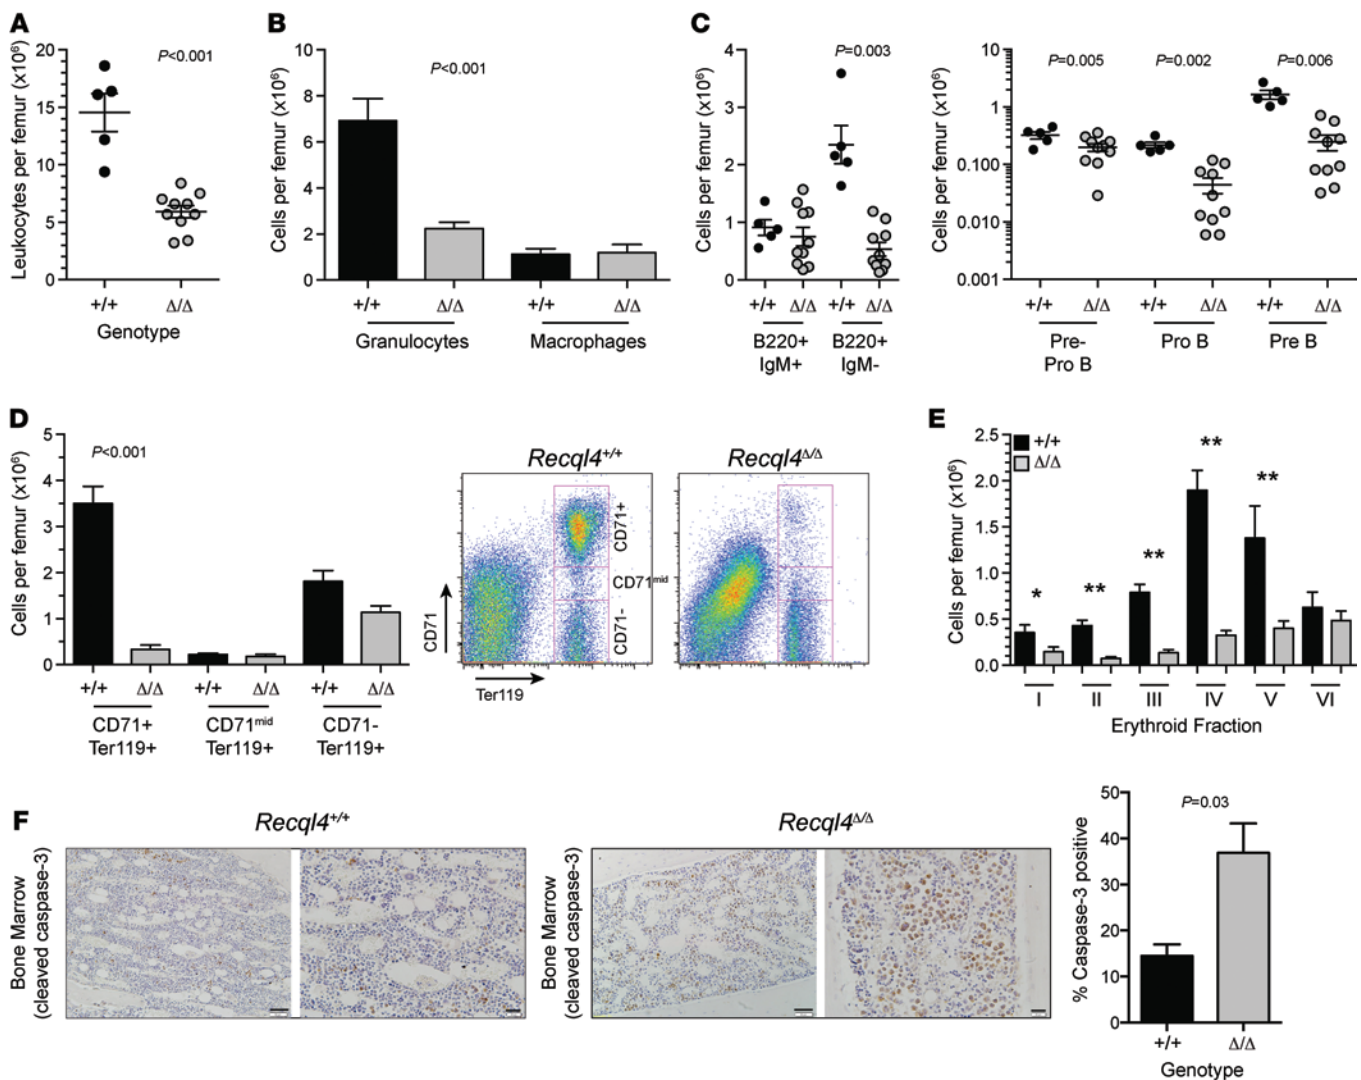 A
Leukocytes per femur (x10⁶)
20
15
10
5
0
P<0.001
+/+ Δ/Δ
Genotype
B
Cells per femur (x10⁶)
10
8
6
4
2
0
P<0.001
+/+ Δ/Δ +/+ Δ/Δ
Granulocytes Macrophages
C
Cells per femur (x10⁶)
4
3
2
1
0
P=0.003
+/+ Δ/Δ +/+ Δ/Δ
B220+ B220+
IgM+ IgM-
Cells per femur (x10⁶)
10
1
0.100
0.010
0.001
P=0.005 P=0.002 P=0.006
+/+ Δ/Δ +/+ Δ/Δ +/+ Δ/Δ
Pre- Pro B Pre B
Pro B
D
Cells per femur (x10⁶)
5
4
3
2
1
0
P<0.001
+/+ Δ/Δ +/+ Δ/Δ +/+ Δ/Δ
CD71+ CD71ᵐⁱᵈ CD71-
Ter119+ Ter119+ Ter119+
Recql4⁺/⁺ Recql4Δ/Δ
CD71+
CD71ᵐⁱᵈ
CD71-
CD71
Ter119
E
Cells per femur (x10⁶)
2.5
2.0
1.5
1.0
0.5
0.0
+/+
Δ/Δ
* ** ** ** **
I II III IV V VI
Erythroid Fraction
F
Recql4⁺/⁺ Recql4Δ/Δ
Bone Marrow
(cleaved caspase-3)
Bone Marrow
(cleaved caspase-3)
% Caspase-3 positive
50
40
30
20
10
0
P=0.03
+/+ Δ/Δ
Genotype